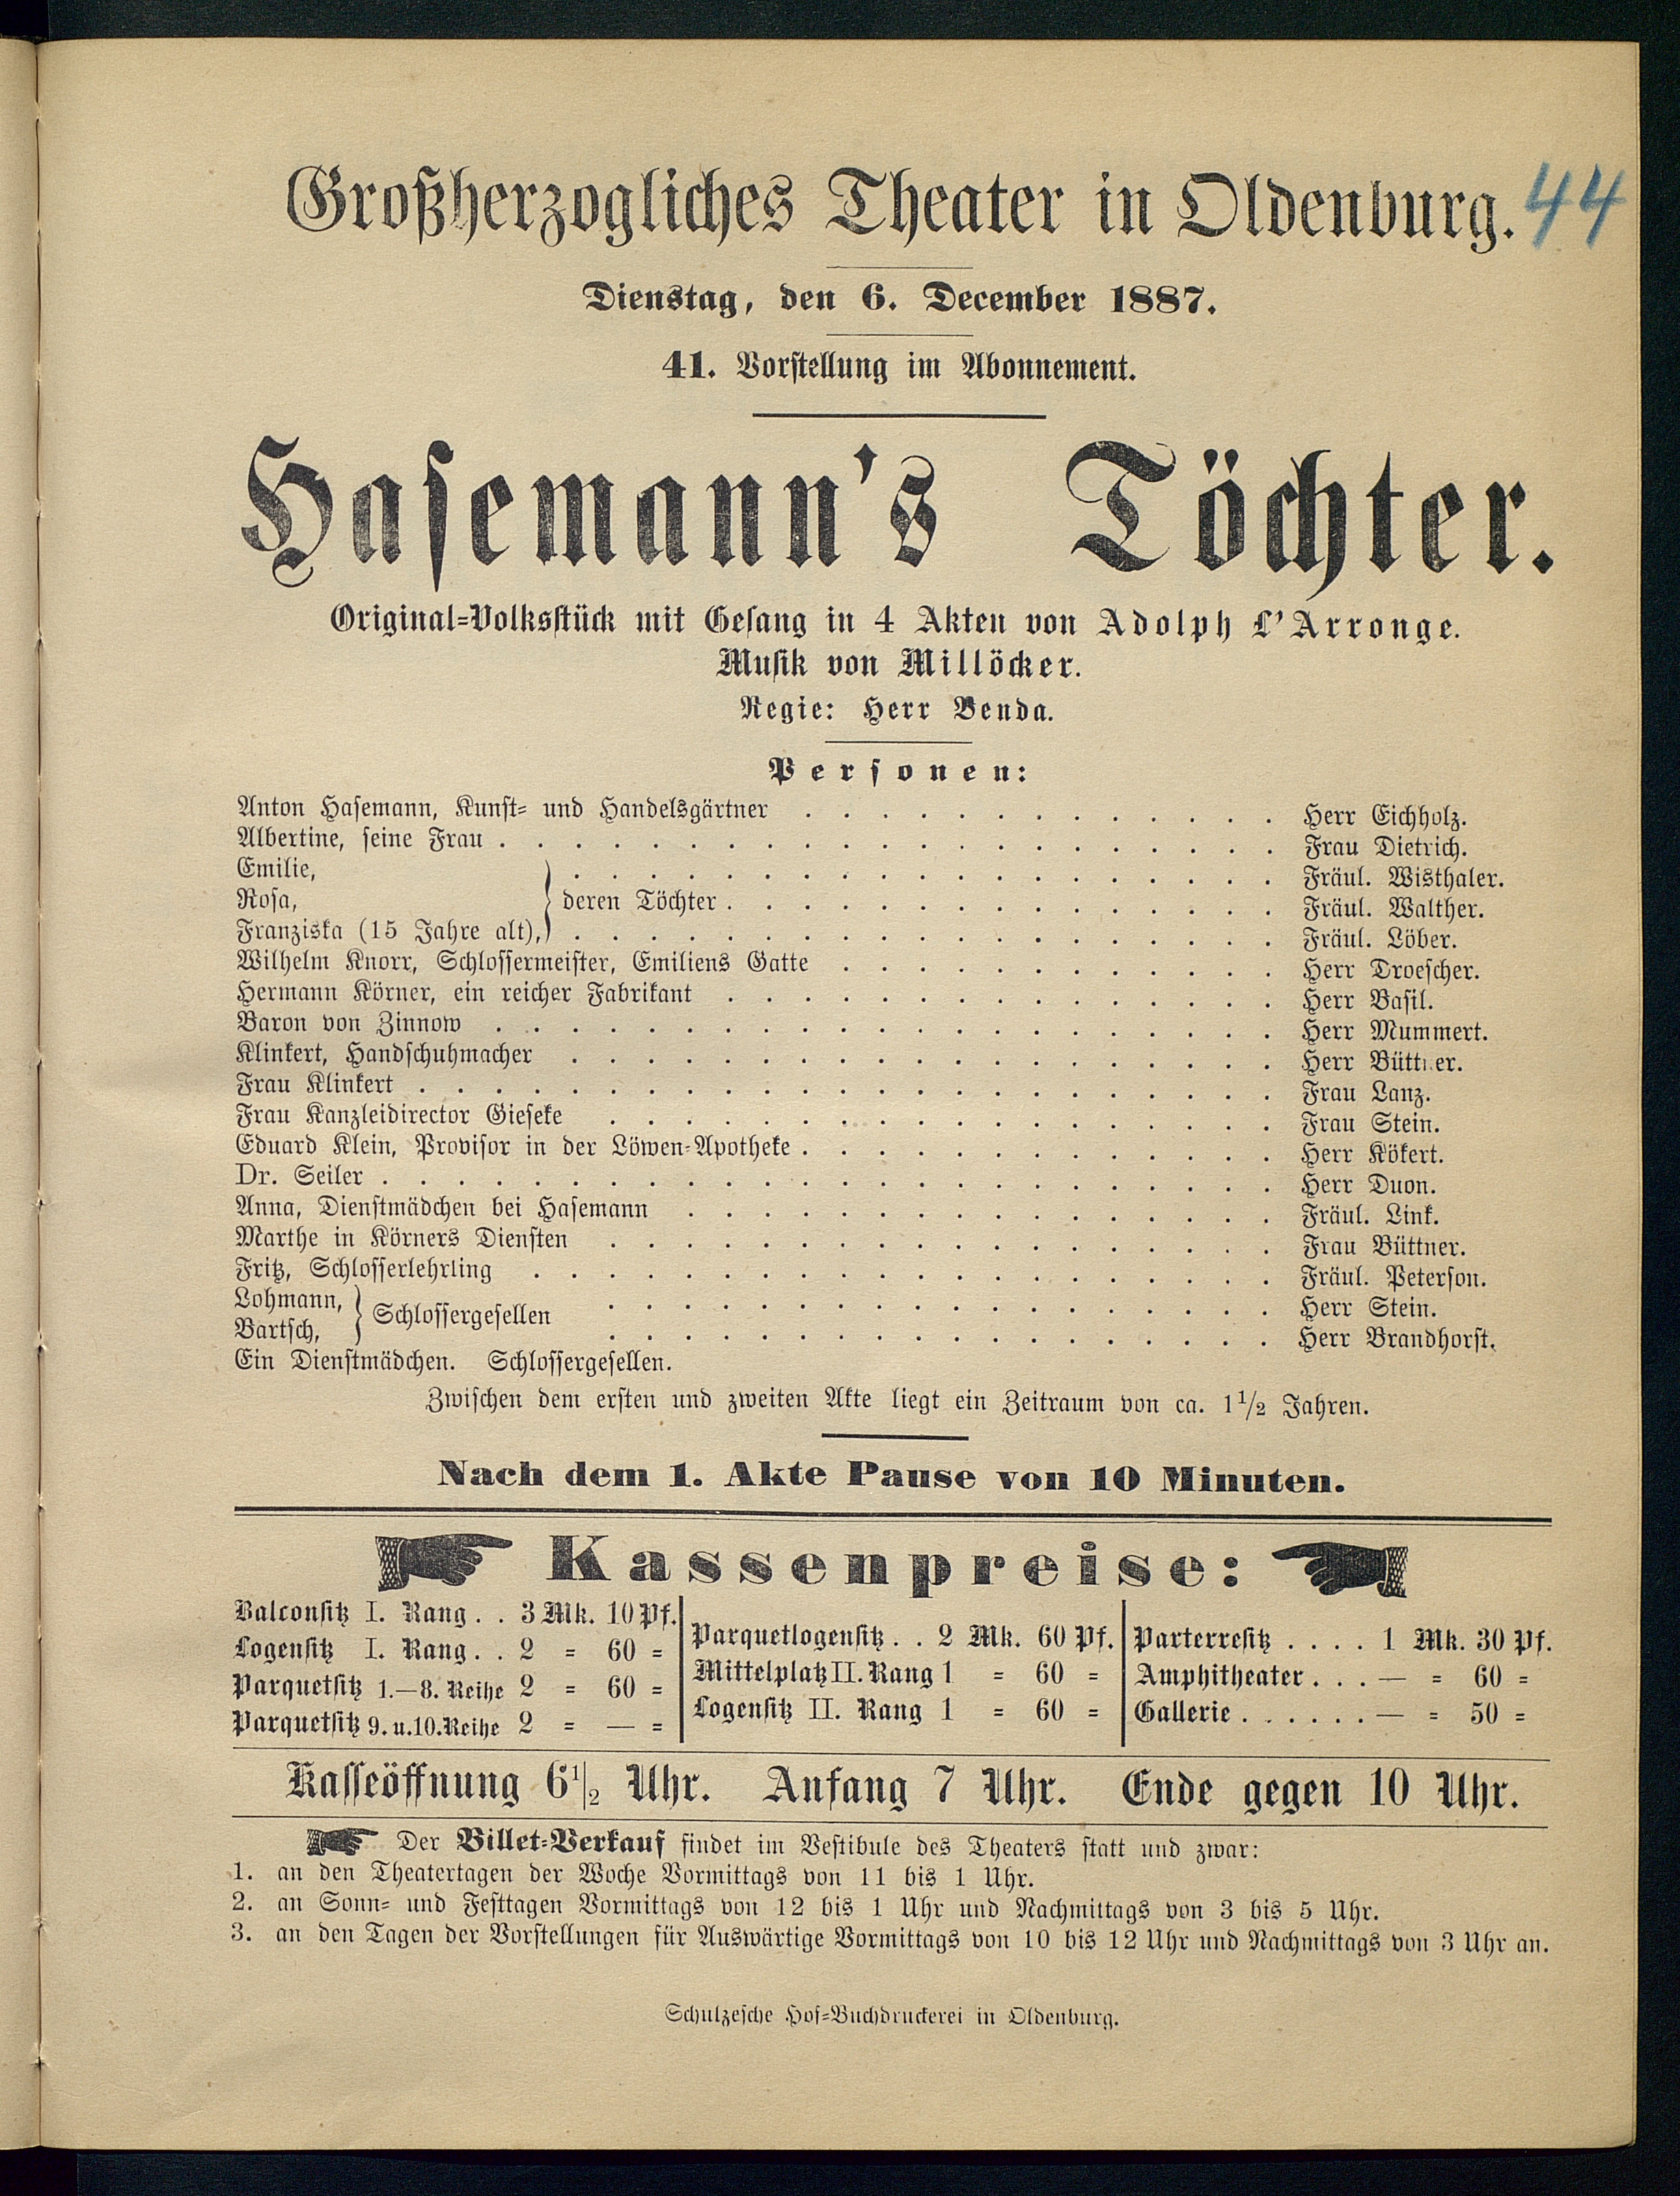 Großherzogliches Theater in Oldenburg. 44
Dienstag, den 6. December 1887.
41. Vorstellung im Abonnement.
Hasemann's Töchter.
Original=Volksstück mit Gesang in 4 Akten von Adolph L'Arronge.
Musik von Millöcker.
Regie: Herr Benda.
Personen:
Anton Hasemann, Kunst= und Handelsgärtner . . . . . . . . . . . . . Herr Eichholz.
Albertine, seine Frau . . . . . . . . . . . . . . . . . . . . . Frau Dietrich.
Emilie, . . . . . . . . . . . . . . . . . . . Fräul. Wisthaler.
Rosa, } deren Töchter . . . . . . . . . . . . . . . Fräul. Walther.
Franziska (15 Jahre alt), . . . . . . . . . . . . . . . . . . . Fräul. Löber.
Wilhelm Knorr, Schlossermeister, Emiliens Gatte . . . . . . . . . . . . Herr Droescher.
Hermann Körner, ein reicher Fabrikant . . . . . . . . . . . . . . . Herr Basil.
Baron von Zinnow . . . . . . . . . . . . . . . . . . . . . Herr Mummert.
Klinkert, Handschuhmacher . . . . . . . . . . . . . . . . . . . Herr Büttner.
Frau Klinkert . . . . . . . . . . . . . . . . . . . . . . . Frau Lanz.
Frau Kanzleidirector Gieseke . . . . . . . . . . . . . . . . . . Frau Stein.
Eduard Klein, Provisor in der Löwen=Apotheke . . . . . . . . . . . . . Herr Kökert.
Dr. Seiler . . . . . . . . . . . . . . . . . . . . . . . . Herr Duon.
Anna, Dienstmädchen bei Hasemann . . . . . . . . . . . . . . . . Fräul. Link.
Marthe in Körners Diensten . . . . . . . . . . . . . . . . . . Frau Büttner.
Fritz, Schlosserlehrling . . . . . . . . . . . . . . . . . . . . Fräul. Peterson.
Lohmann, } Schlossergesellen . . . . . . . . . . . . . . . . . . Herr Stein.
Bartsch, . . . . . . . . . . . . . . . . . . Herr Brandhorst.
Ein Dienstmädchen. Schlossergesellen.
Zwischen dem ersten und zweiten Akte liegt ein Zeitraum von ca. 1 1/2 Jahren.
Nach dem 1. Akte Pause von 10 Minuten.
Kassenpreise:
Balconsitz I. Rang . . 3 Mk. 10 Pf.
Logensitz I. Rang . . 2 = 60 =
Parquetsitz 1.—8. Reihe 2 = 60 =
Parquetsitz 9. u. 10. Reihe 2 = — =
Parquetlogensitz . . 2 Mk. 60 Pf.
Mittelplatz II. Rang 1 = 60 =
Logensitz II. Rang 1 = 60 =
Parterresitz . . . . 1 Mk. 30 Pf.
Amphitheater . . . — = 60 =
Gallerie . . . . . . — = 50 =
Kasseöffnung 6 1/2 Uhr. Anfang 7 Uhr. Ende gegen 10 Uhr.
Der Billet=Verkauf findet im Vestibule des Theaters statt und zwar:
1. an den Theatertagen der Woche Vormittags von 11 bis 1 Uhr.
2. an Sonn= und Festtagen Vormittags von 12 bis 1 Uhr und Nachmittags von 3 bis 5 Uhr.
3. an den Tagen der Vorstellungen für Auswärtige Vormittags von 10 bis 12 Uhr und Nachmittags von 3 Uhr an.
Schulzesche Hof=Buchdruckerei in Oldenburg.